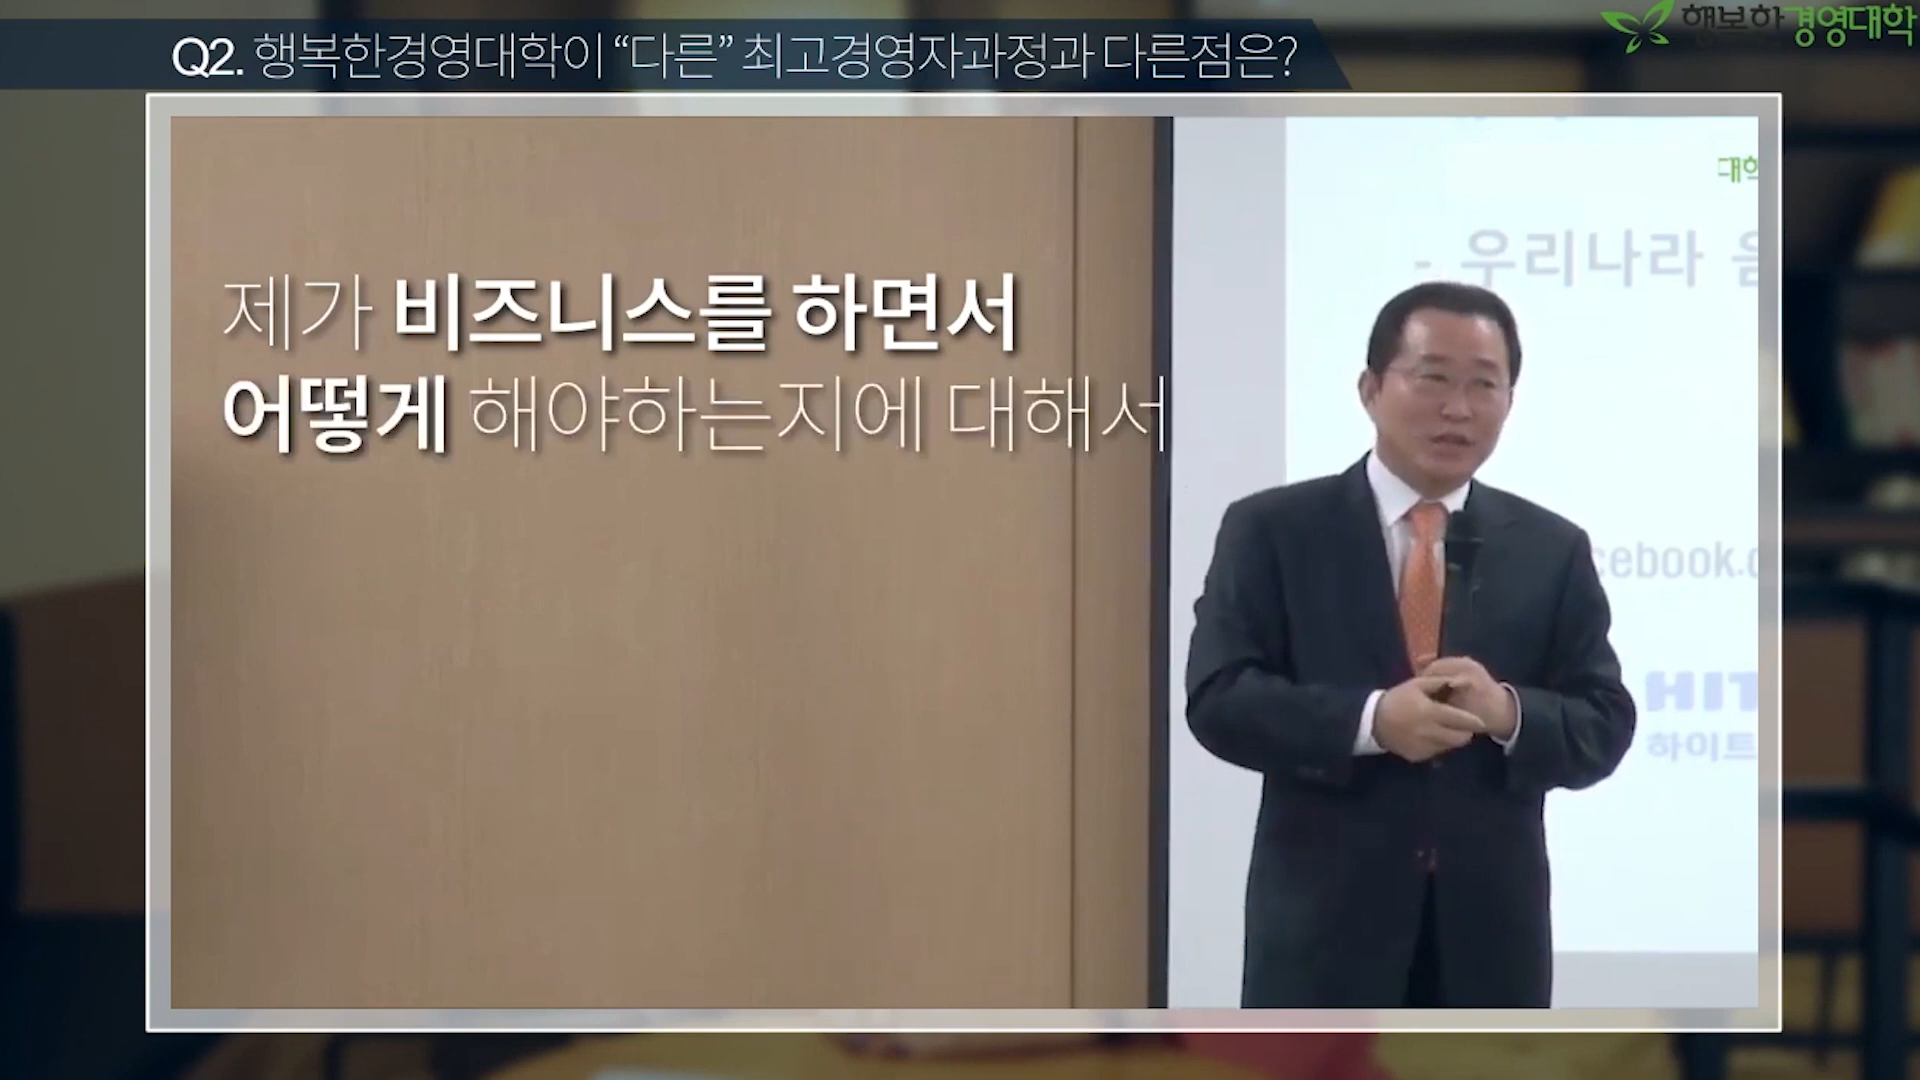 Q2. 행복한경영대학이 “다른” 최고경영자과정과 다른점은?
행복한경영대학
제가 비즈니스를 하면서
어떻게 해야하는지에 대해서
대학
- 우리나라
cebook.c
HIT
하이트